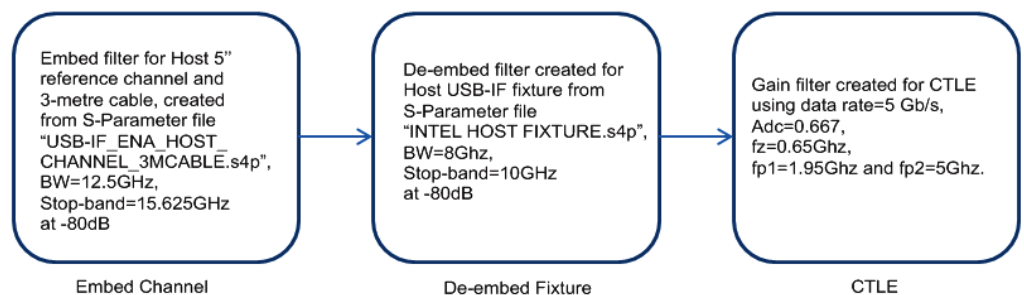 Embed filter for Host 5”
reference channel and
3-metre cable, created
from S-Parameter file
“USB-IF_ENA_HOST_
CHANNEL_3MCABLE.s4p”,
BW=12.5GHz,
Stop-band=15.625GHz
at -80dB
Embed Channel
De-embed filter created for
Host USB-IF fixture from
S-Parameter file
“INTEL HOST FIXTURE.s4p”,
BW=8Ghz,
Stop-band=10GHz
at -80dB
De-embed Fixture
Gain filter created for CTLE
using data rate=5 Gb/s,
Adc=0.667,
fz=0.65Ghz,
fp1=1.95Ghz and fp2=5Ghz.
CTLE